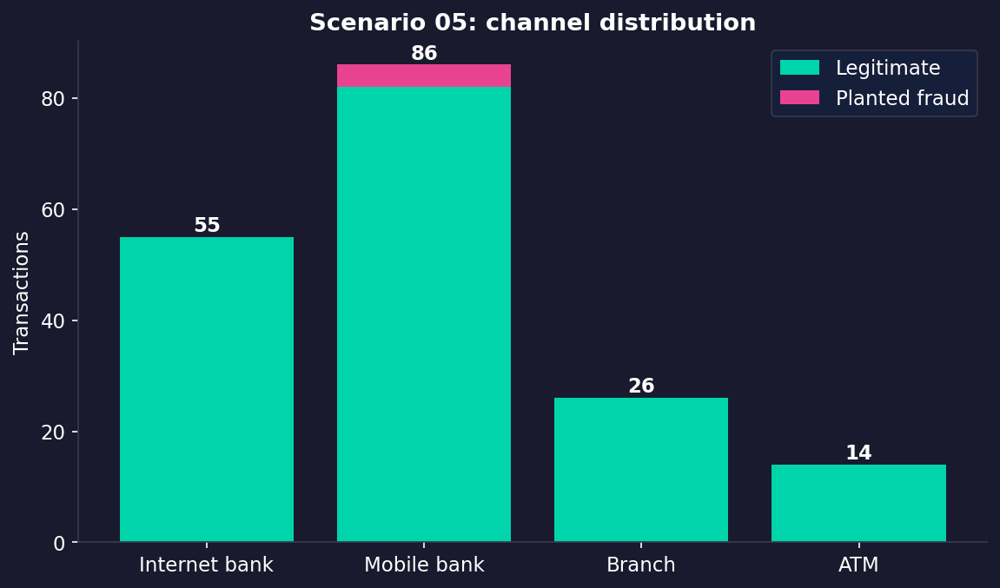 Scenario 05: channel distribution
Legitimate
Planted fraud
Transactions
80
60
40
20
0
55
86
26
14
Internet bank
Mobile bank
Branch
ATM